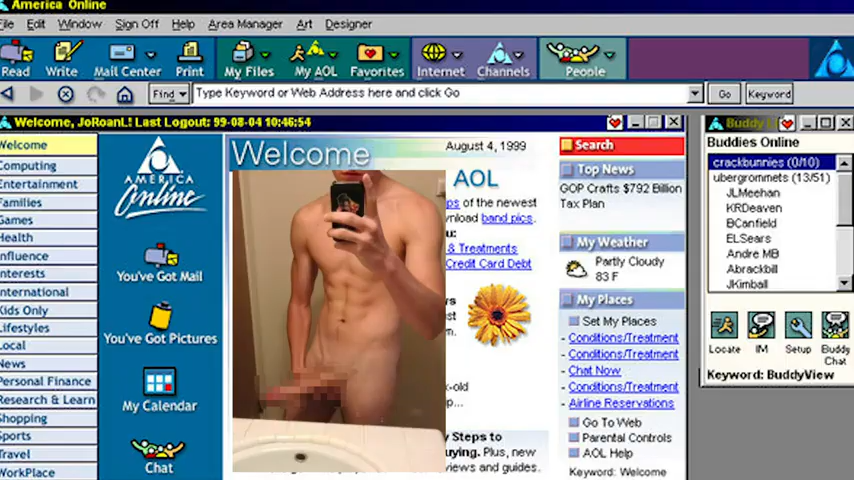 America Online
File Edit Window Sign Off Help Area Manager Art Designer
Read Write Mail Center Print My Files My AOL Favorites Internet Channels People
Find Type Keyword or Web Address here and click Go Go Keyword
Welcome, JoRoanL! Last Logout: 99-08-04 10:46:54
Welcome
Computing
Entertainment
Families
Games
Health
Influence
Interests
International
Kids Only
Lifestyles
Local
News
Personal Finance
Research & Learn
Shopping
Sports
Travel
WorkPlace
AMERICA
Online
You've Got Mail
You've Got Pictures
My Calendar
Chat
Welcome
August 4, 1999
AOL
of the newest
band pics.
& Treatments
Credit Card Debt
Steps to
Plus, new
views and guides.
Search
Top News
GOP Crafts $792 Billion
Tax Plan
My Weather
Partly Cloudy
83 F
My Places
Set My Places
- Conditions/Treatment
- Conditions/Treatment
- Chat Now
- Conditions/Treatment
- Airline Reservations
Go To Web
Parental Controls
AOL Help
Keyword: Welcome
Buddy
Buddies Online
crackbunnies (0/10)
ubergrommets (13/51)
JLMeehan
KRDeaven
BCanfield
ELSears
Andre MB
Abrackbill
JKimball
Locate IM Setup Buddy
Chat
Keyword: BuddyView